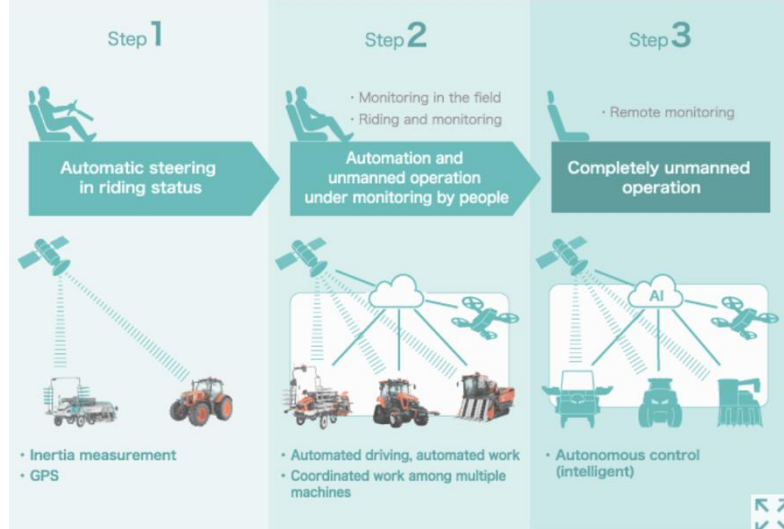 Step 1
Automatic steering
in riding status
• Inertia measurement
• GPS
Step 2
• Monitoring in the field
• Riding and monitoring
Automation and
unmanned operation
under monitoring by people
• Automated driving, automated work
• Coordinated work among multiple
machines
Step 3
• Remote monitoring
Completely unmanned
operation
AI
• Autonomous control
(intelligent)